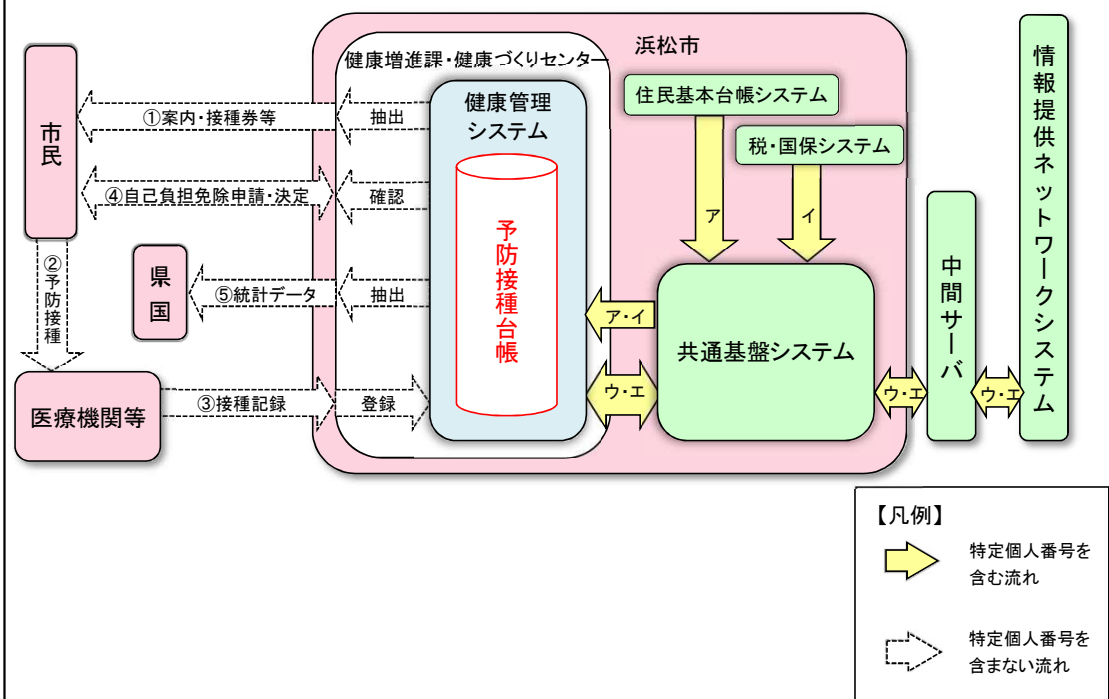 浜松市
健康増進課・健康づくりセンター
市民
①案内・接種券等
抽出
健康管理
システム
住民基本台帳システム
税・国保システム
情報提供ネットワークシステム
④自己負担免除申請・決定
確認
ア
イ
予防接種台帳
②予防接種
県
国
⑤統計データ
抽出
ア・イ
共通基盤システム
中間サーバ
医療機関等
③接種記録
登録
ウ・エ
ウ・エ
ウ・エ
【凡例】
特定個人番号を
含む流れ
特定個人番号を
含まない流れ